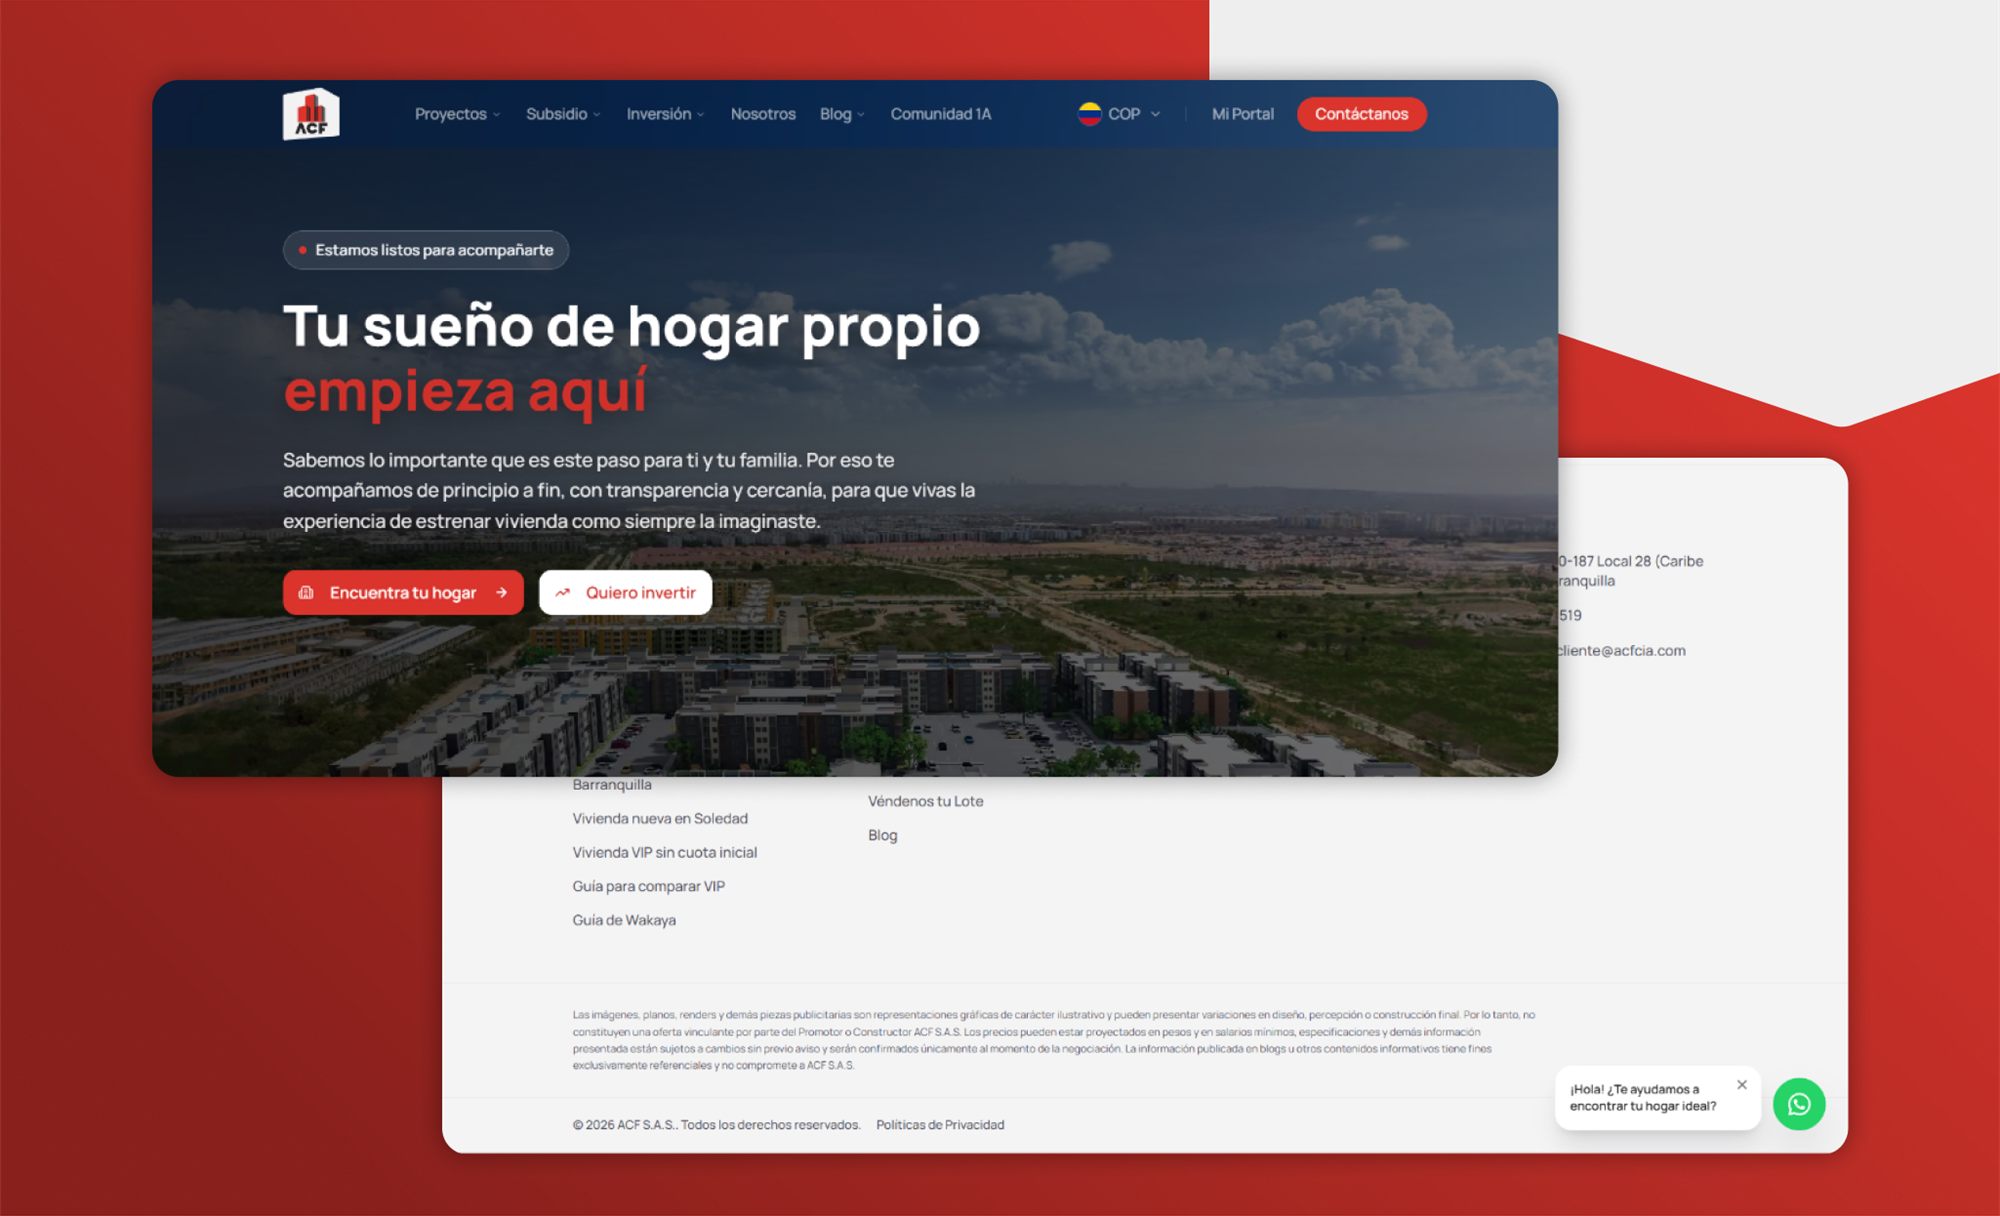 ACF
Proyectos
Subsidio
Inversión
Nosotros
Blog
Comunidad 1A
COP
Mi Portal
Contáctanos
Estamos listos para acompañarte
Tu sueño de hogar propio
empieza aquí
Sabemos lo importante que es este paso para ti y tu familia. Por eso te
acompañamos de principio a fin, con transparencia y cercanía, para que vivas la
experiencia de estrenar vivienda como siempre la imaginaste.
Encuentra tu hogar
Quiero invertir
0-187 Local 28 (Caribe
ranquilla
519
cliente@acfcia.com
Barranquilla
Vivienda nueva en Soledad
Vivienda VIP sin cuota inicial
Guía para comparar VIP
Guía de Wakaya
Véndenos tu Lote
Blog
Las imágenes, planos, renders y demás piezas publicitarias son representaciones gráficas de carácter ilustrativo y pueden presentar variaciones en diseño, percepción o construcción final. Por lo tanto, no
constituyen una oferta vinculante por parte del Promotor o Constructor ACF S.A.S. Los precios pueden estar proyectados en pesos y en salarios mínimos, especificaciones y demás información
presentada están sujetos a cambios sin previo aviso y serán confirmados únicamente al momento de la negociación. La información publicada en blogs u otros contenidos informativos tiene fines
exclusivamente referenciales y no compromete a ACF S.A.S.
¡Hola! ¿Te ayudamos a
encontrar tu hogar ideal?
© 2026 ACF S.A.S.. Todos los derechos reservados.
Políticas de Privacidad